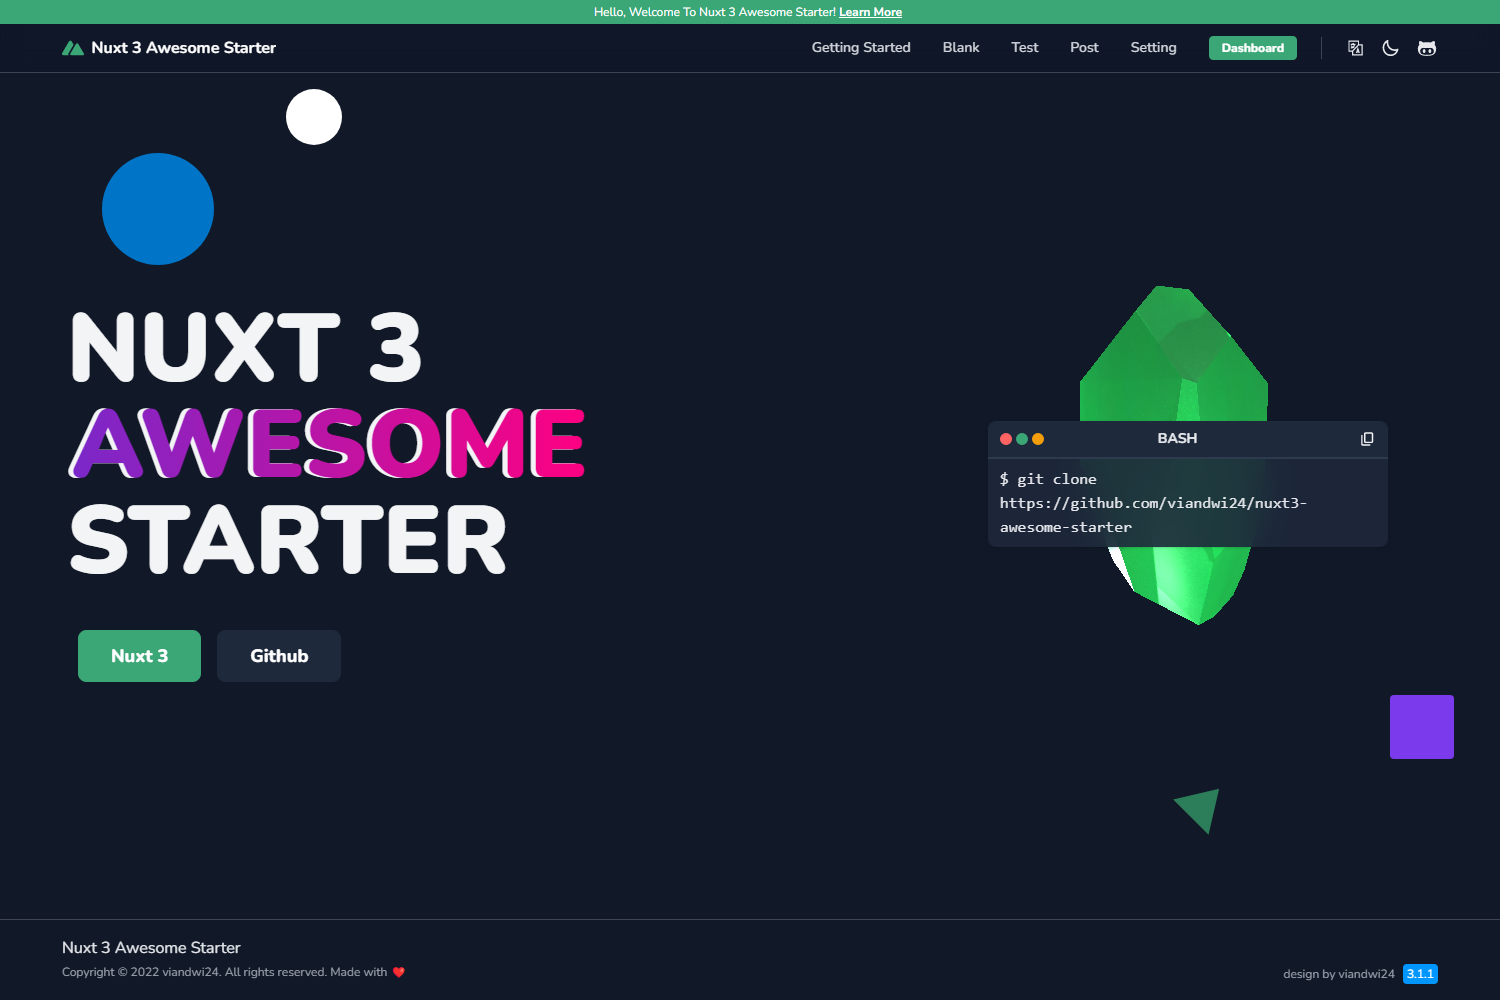 Hello, Welcome To Nuxt 3 Awesome Starter! Learn More
Nuxt 3 Awesome Starter
Getting Started
Blank
Test
Post
Setting
Dashboard
NUXT 3
AWESOME
STARTER
Nuxt 3
Github
BASH
$ git clone
https://github.com/viandwi24/nuxt3-
awesome-starter
Nuxt 3 Awesome Starter
Copyright © 2022 viandwi24. All rights reserved. Made with ❤️
design by viandwi24
3.1.1